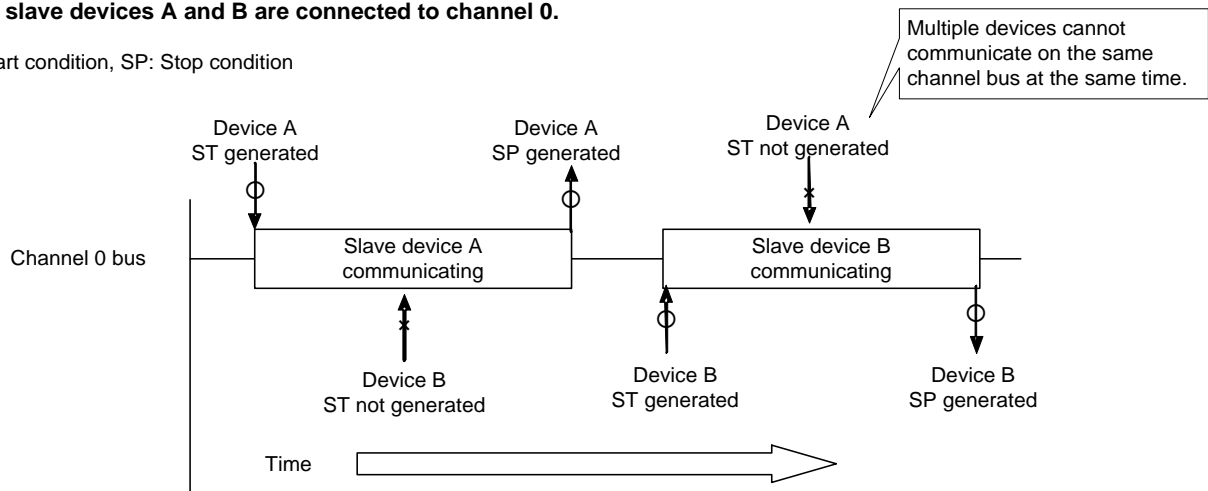 slave devices A and B are connected to channel 0.
art condition, SP: Stop condition
Multiple devices cannot
communicate on the same
channel bus at the same time.
Device A
ST generated
Device A
SP generated
Device A
ST not generated
Channel 0 bus
Slave device A
communicating
Slave device B
communicating
Device B
ST not generated
Device B
ST generated
Device B
SP generated
Time